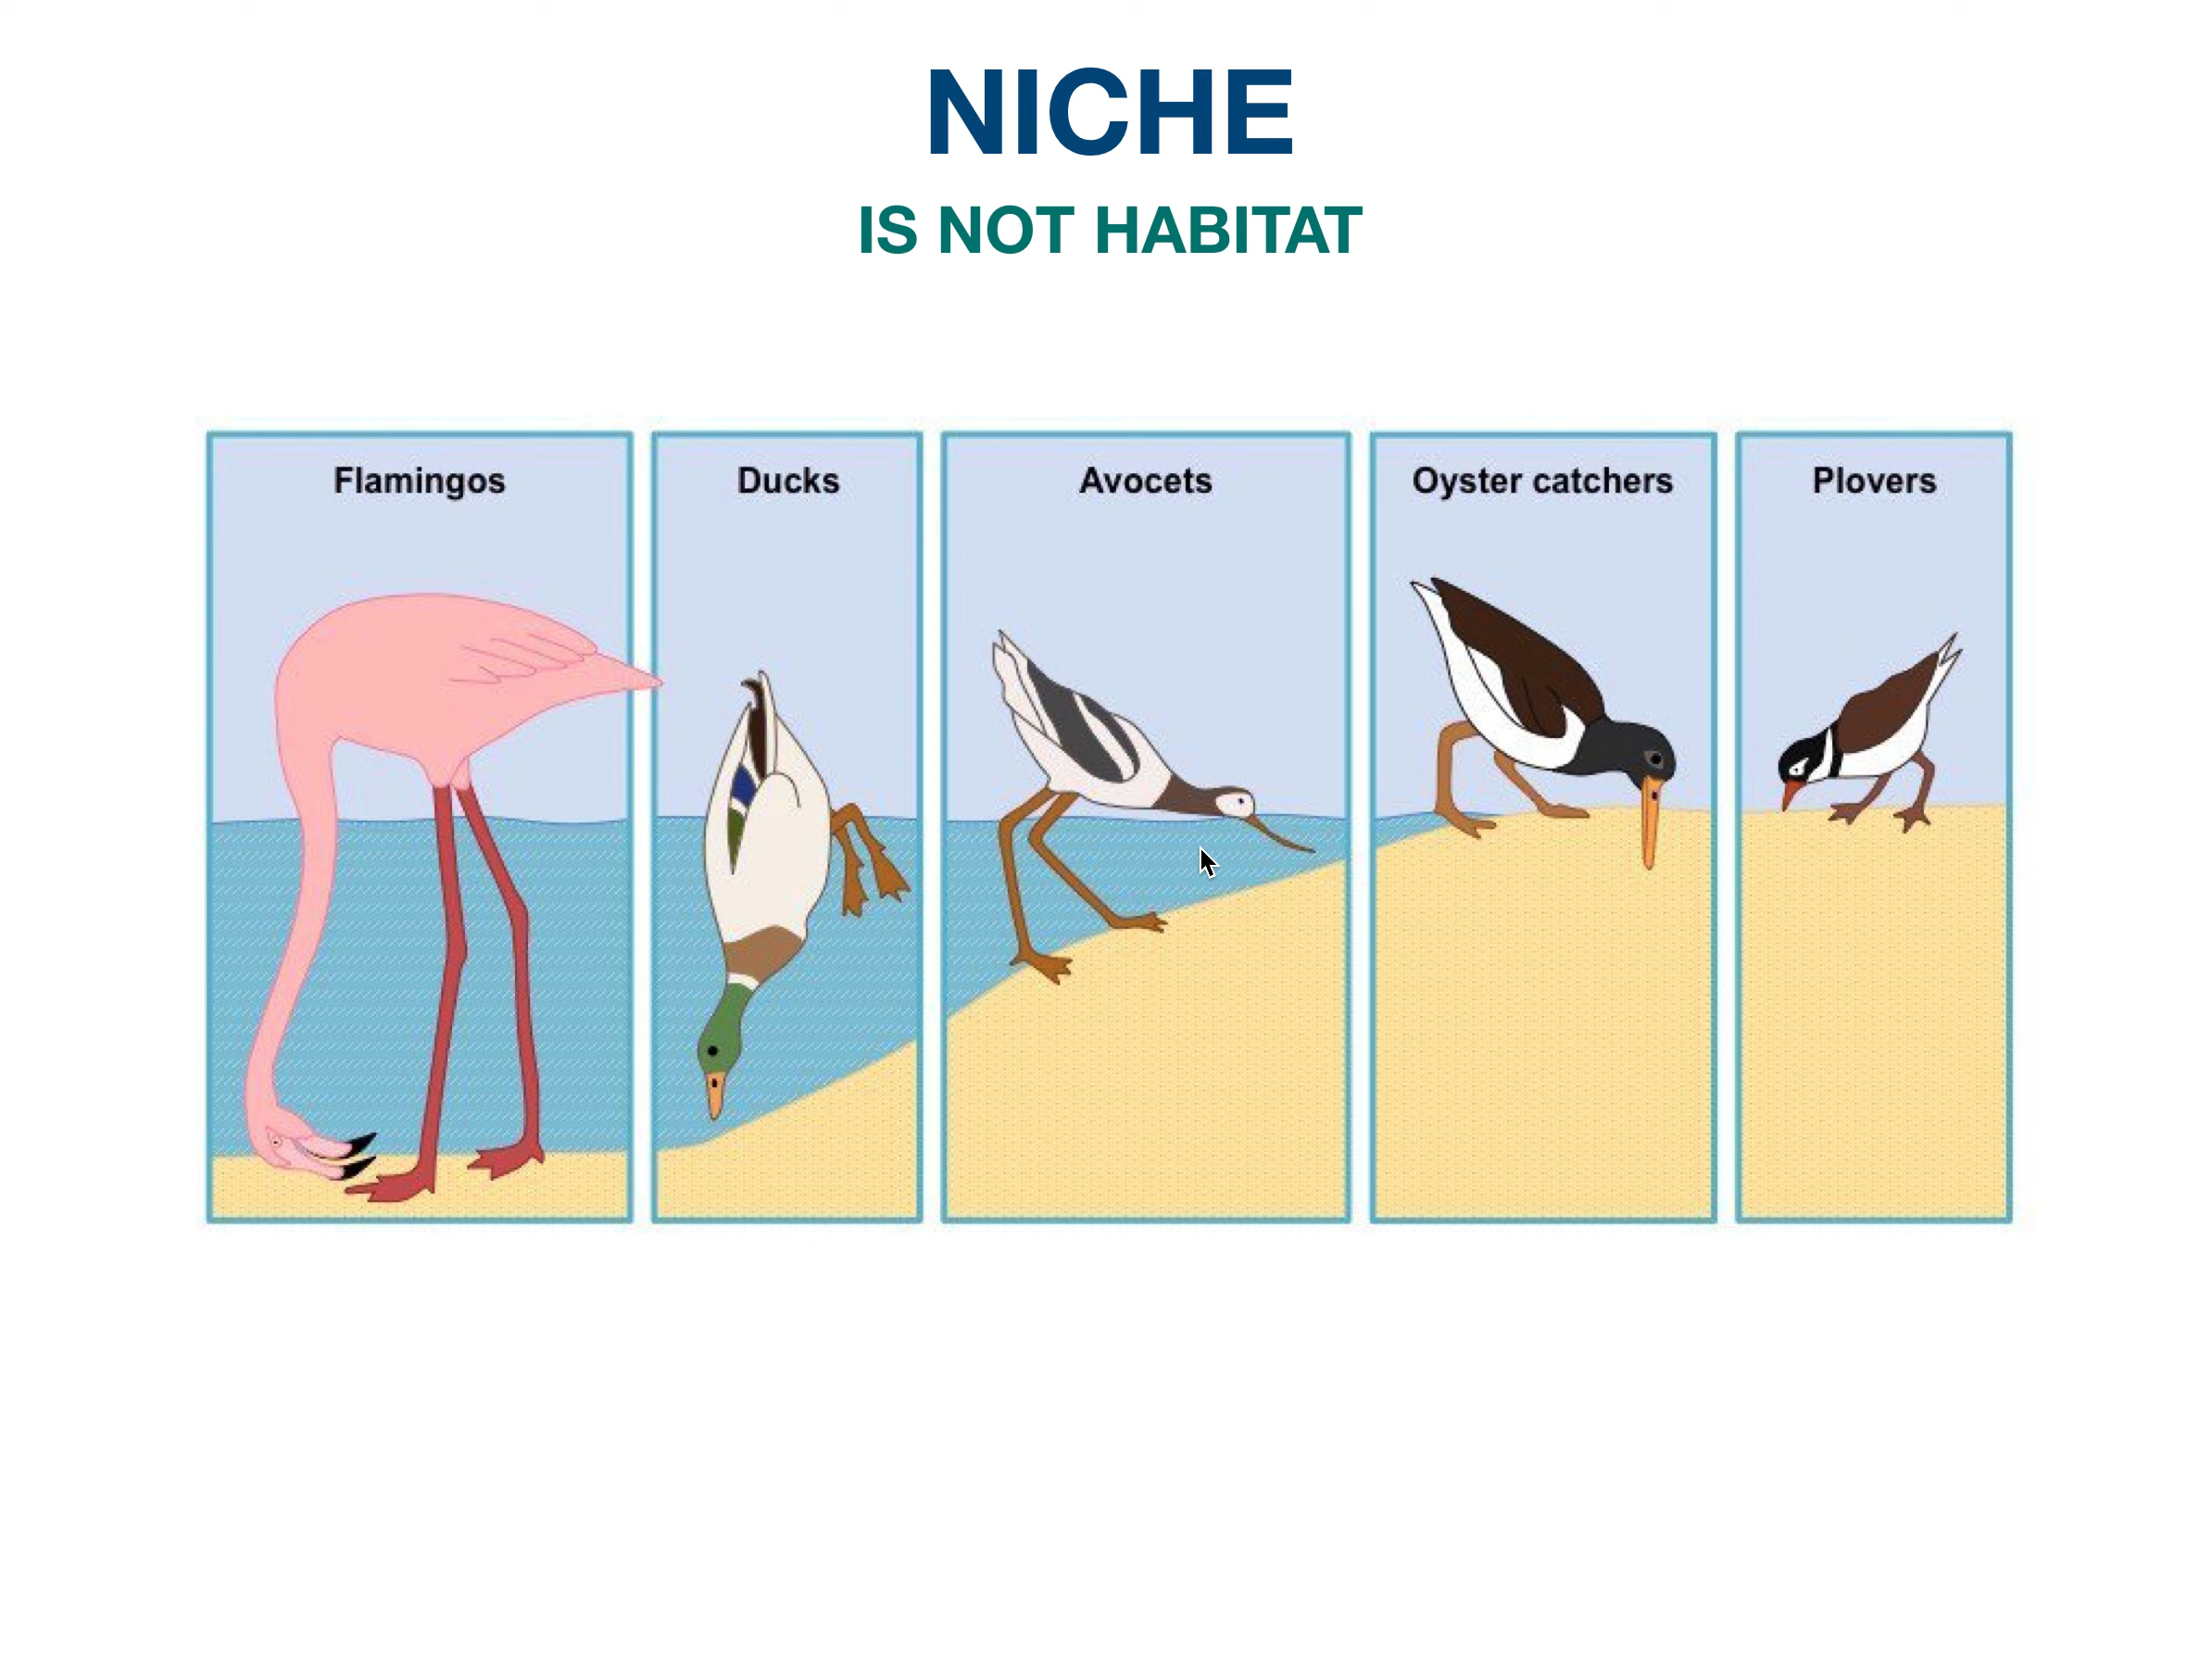 NICHE
IS NOT HABITAT
Flamingos
Ducks
Avocets
Oyster catchers
Plovers